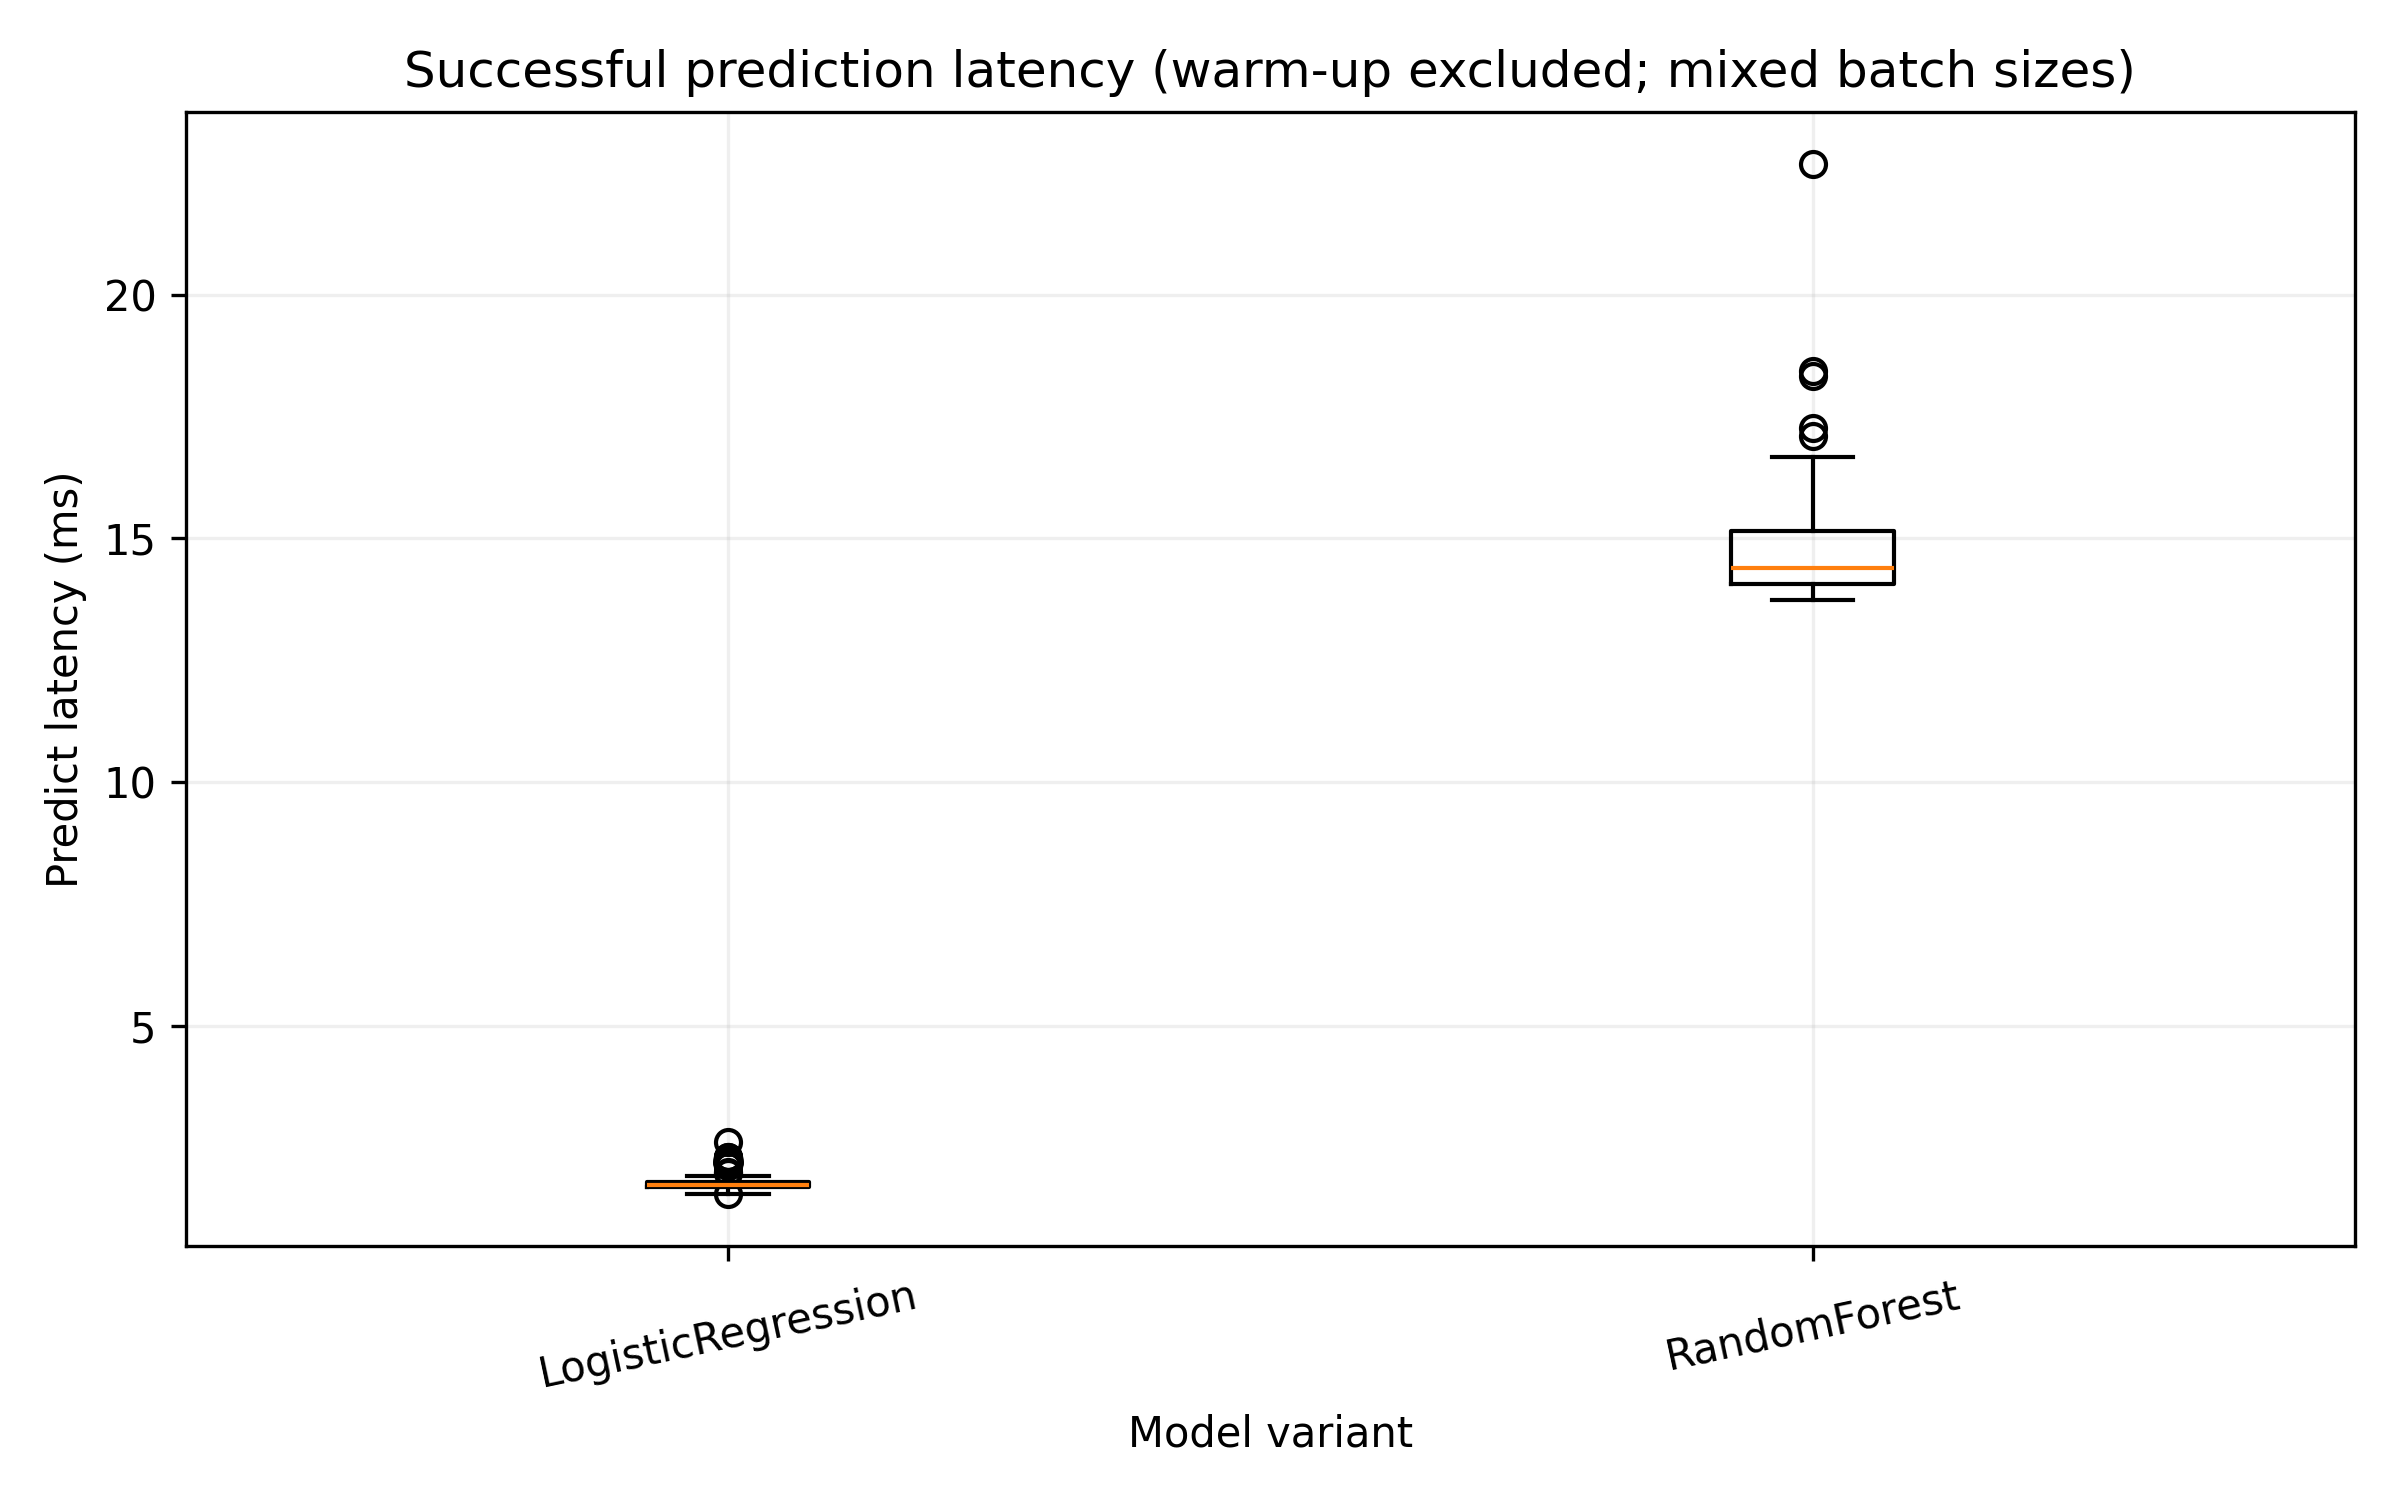 Successful prediction latency (warm-up excluded; mixed batch sizes)
Predict latency (ms)
20
15
10
5
LogisticRegression
RandomForest
Model variant